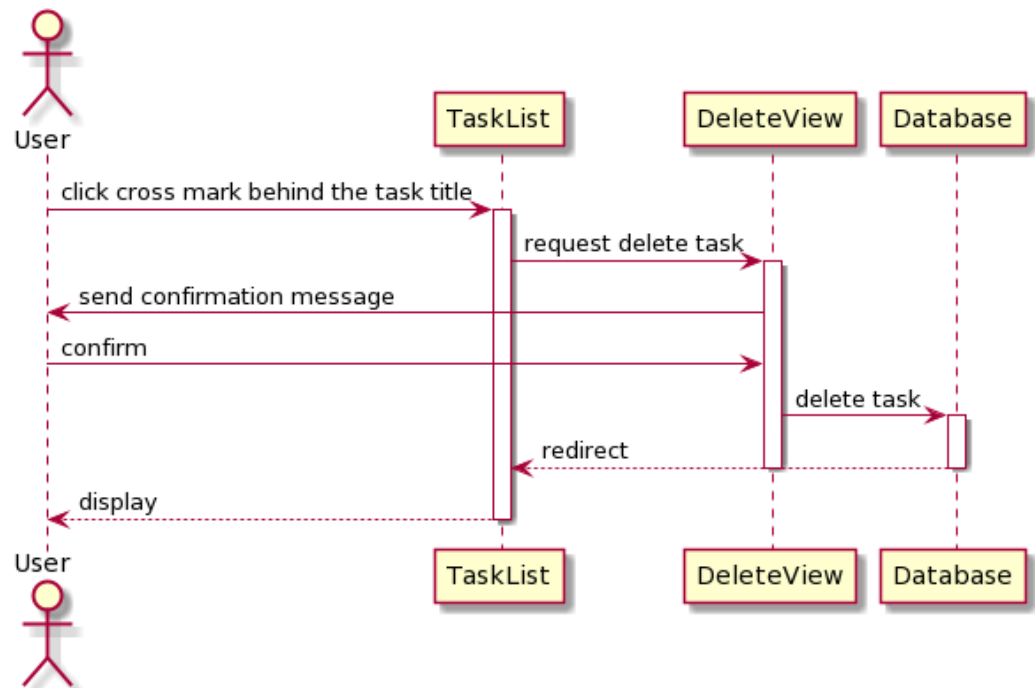 User
TaskList
DeleteView
Database
click cross mark behind the task title
request delete task
send confirmation message
confirm
delete task
redirect
display
User
TaskList
DeleteView
Database